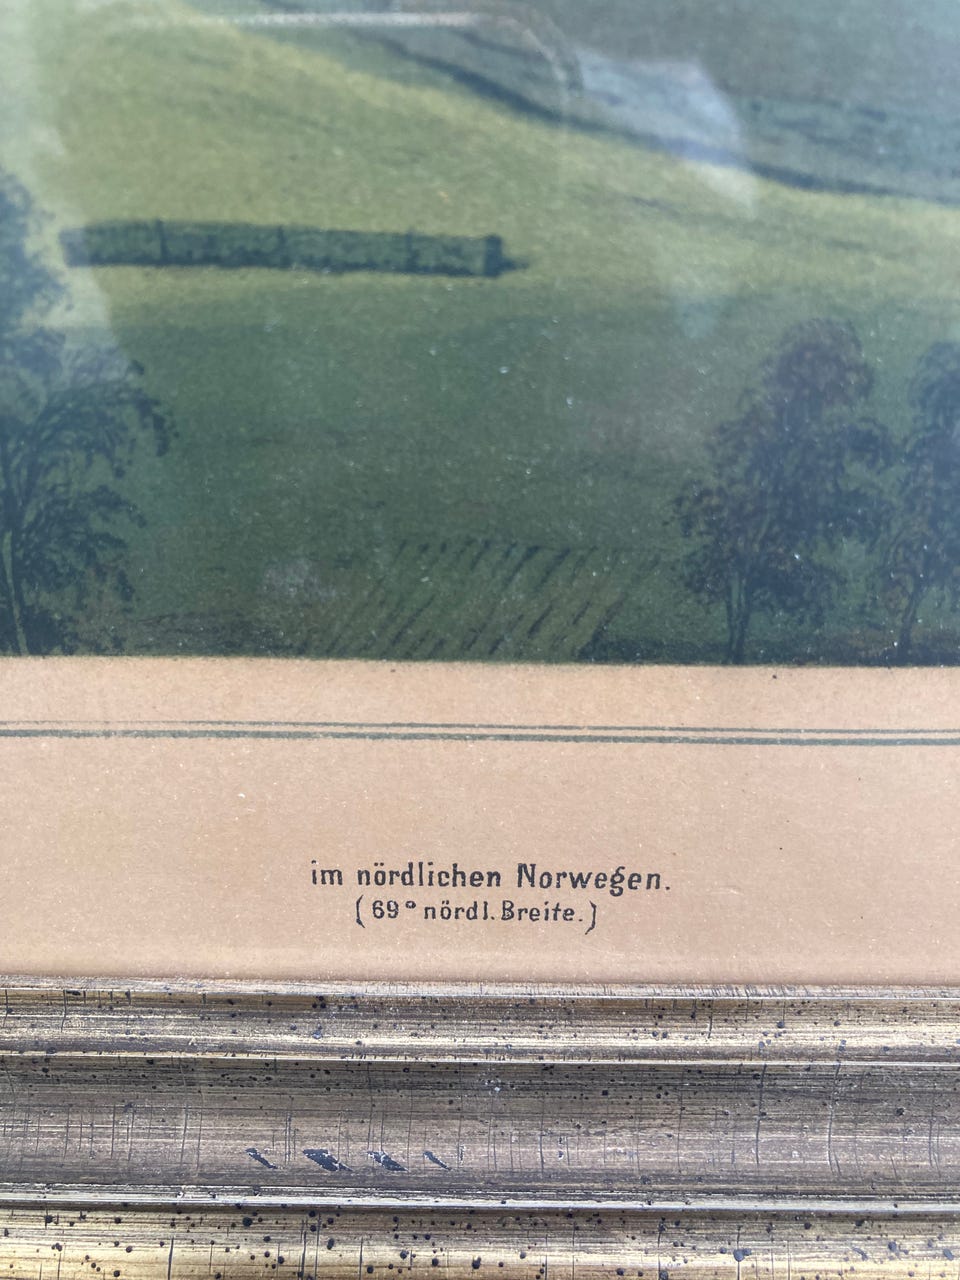 im nördlichen Norwegen.
(69° nördl. Breite.)